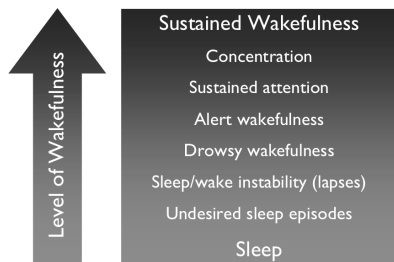 Level of Wakefulness
Sustained Wakefulness
Concentration
Sustained attention
Alert wakefulness
Drowsy wakefulness
Sleep/wake instability (lapses)
Undesired sleep episodes
Sleep